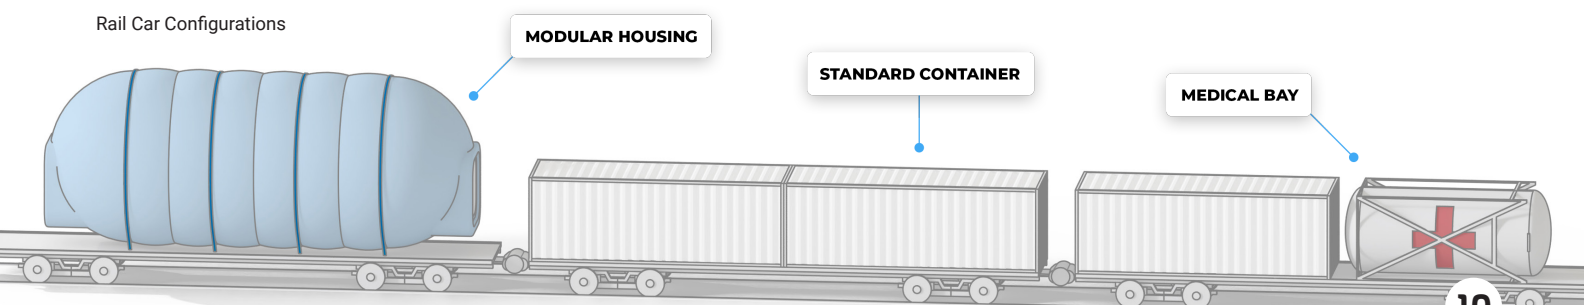 Rail Car Configurations
MODULAR HOUSING
STANDARD CONTAINER
MEDICAL BAY